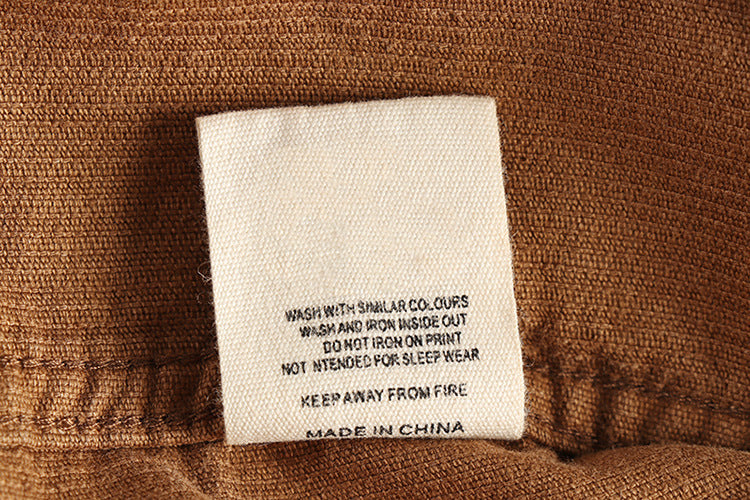 WASH WITH SIMILAR COLOURS
WASH AND IRON INSIDE OUT
DO NOT IRON ON PRINT
NOT NTENDED FOR SLEEP WEAR
KEEP AWAY FROM FIRE
MADE IN CHINA